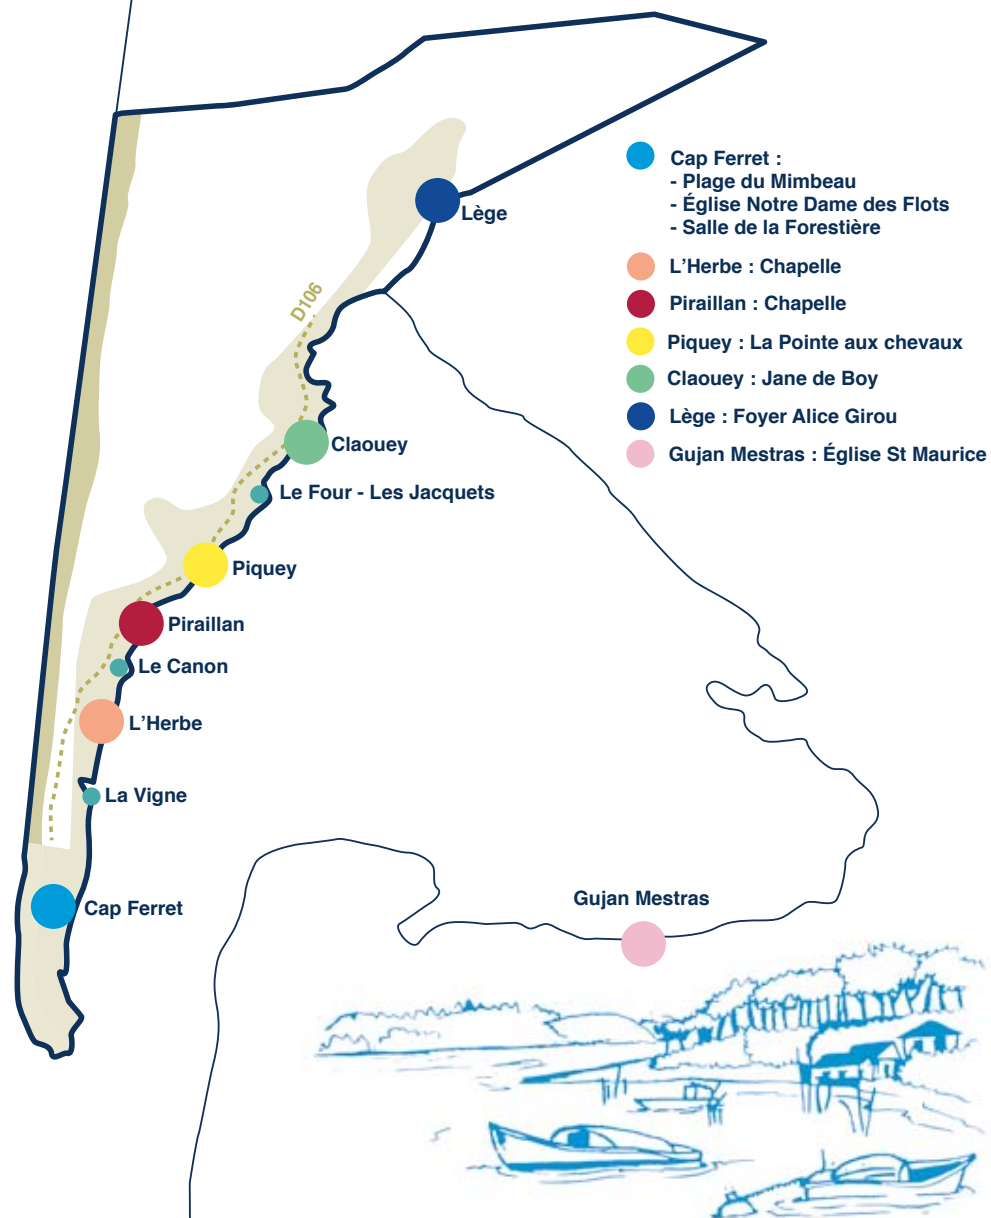 Cap Ferret :
- Plage du Mimbeau
- Église Notre Dame des Flots
- Salle de la Forestière
L'Herbe : Chapelle
Piraillan : Chapelle
Piquey : La Pointe aux chevaux
Claouey : Jane de Boy
Lège : Foyer Alice Girou
Gujan Mestras : Église St Maurice
Lège
D106
Claouey
Le Four - Les Jacquets
Piquey
Piraillan
Le Canon
L'Herbe
La Vigne
Cap Ferret
Gujan Mestras